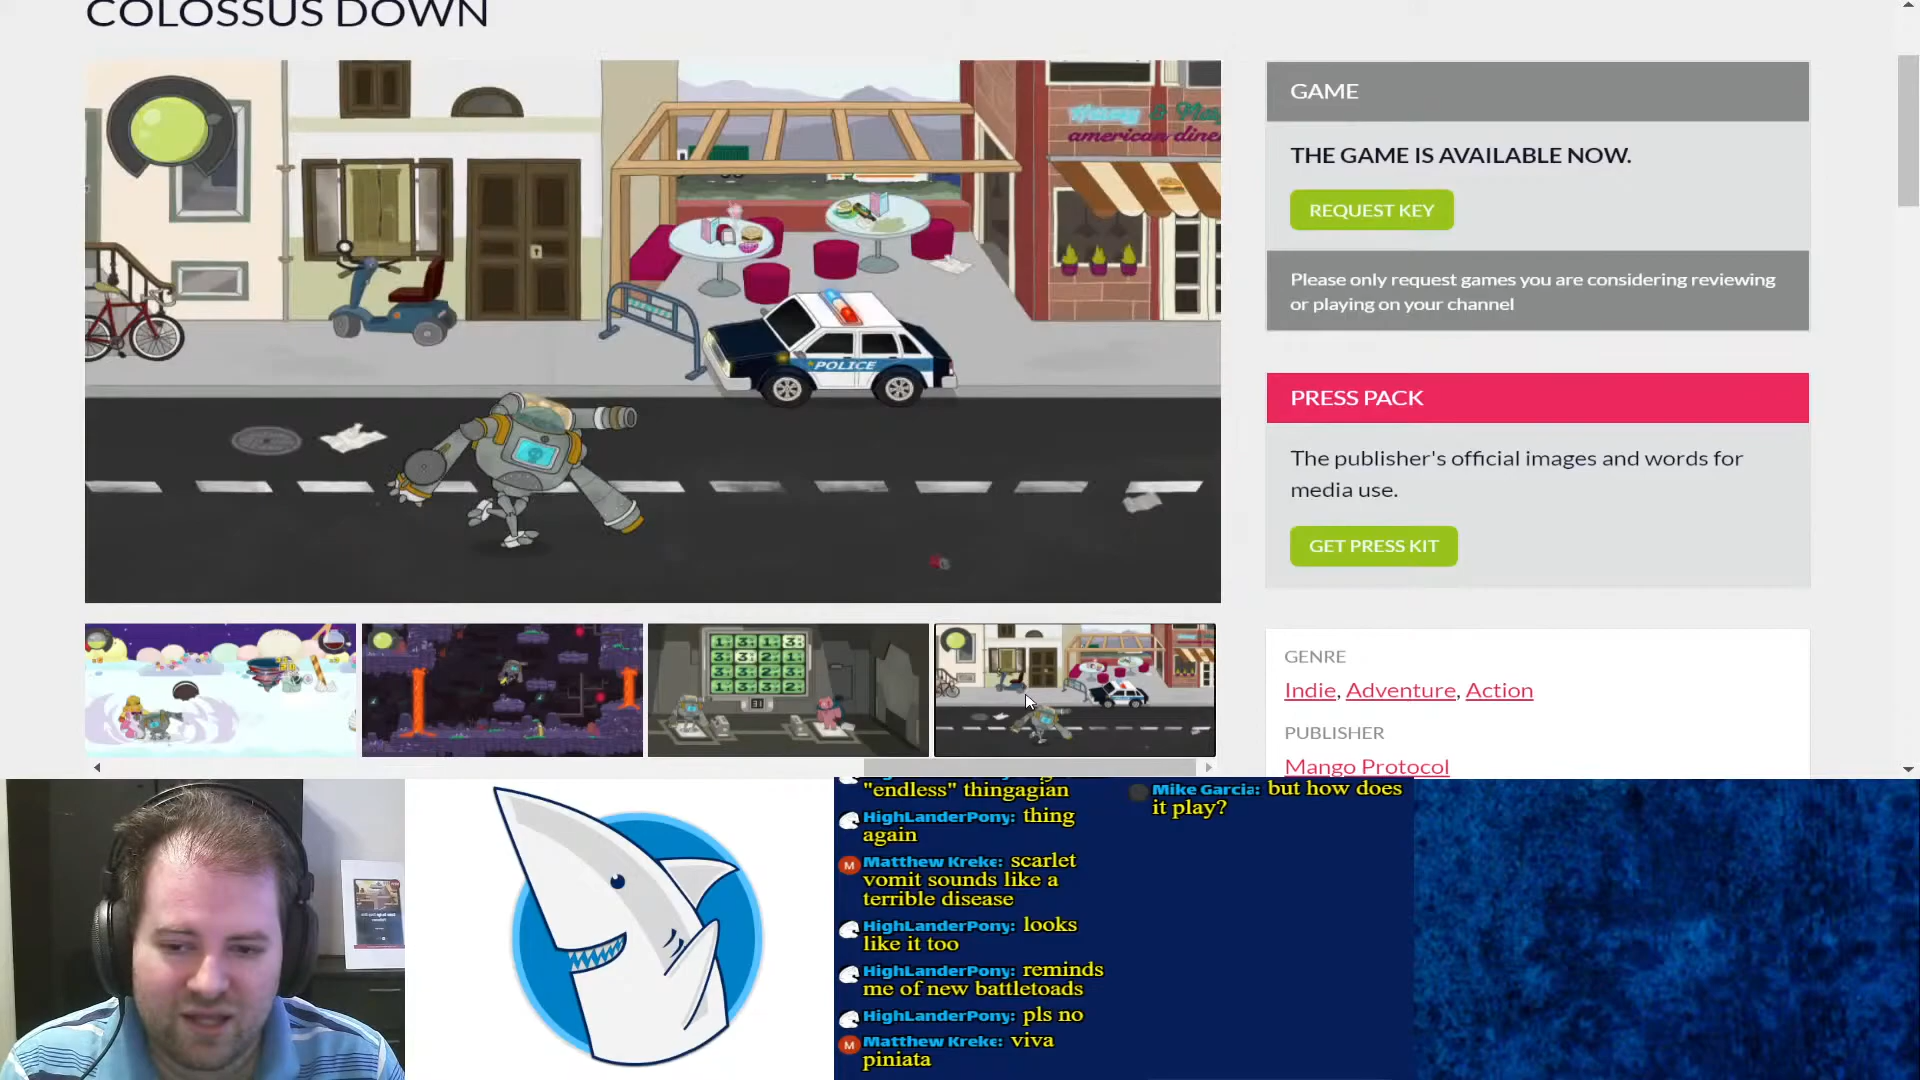 COLOSSUS DOWN
american dine
POLICE
GAME
THE GAME IS AVAILABLE NOW.
REQUEST KEY
Please only request games you are considering reviewing
or playing on your channel
PRESS PACK
The publisher's official images and words for
media use.
GET PRESS KIT
GENRE
Indie, Adventure, Action
PUBLISHER
Mango Protocol
"endless" thingagian
HighLanderPony: thing
again
Matthew Kreke: scarlet
vomit sounds like a
terrible disease
HighLanderPony: looks
like it too
HighLanderPony: reminds
me of new battletoads
HighLanderPony: pls no
Matthew Kreke: viva
piniata
Mike Garcia: but how does
it play?